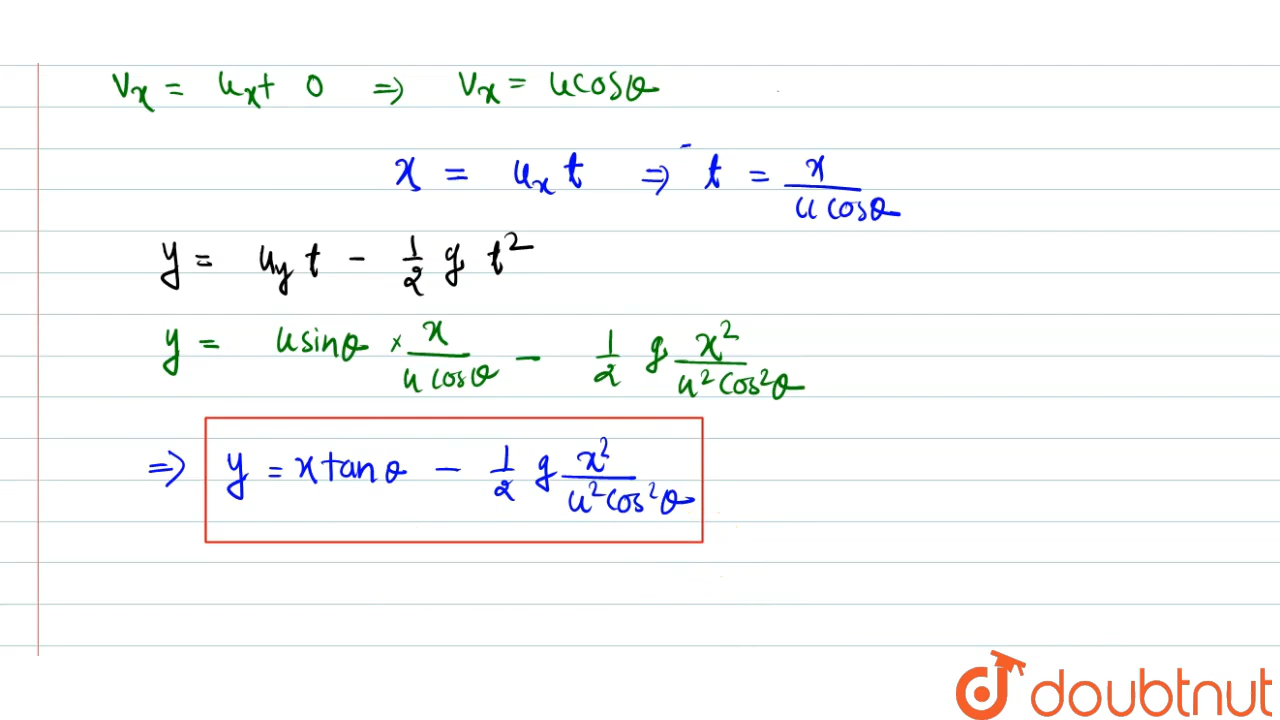 Vx = ux + 0 ⇒ Vx = u cosθ
x = ux t ⇒ t = x / u cosθ
y = uy t − 1/2 g t²
y = u sinθ × x / u cosθ − 1/2 g x² / u² cos²θ
⇒ y = x tanθ − 1/2 g x² / u² cos²θ
doubtnut